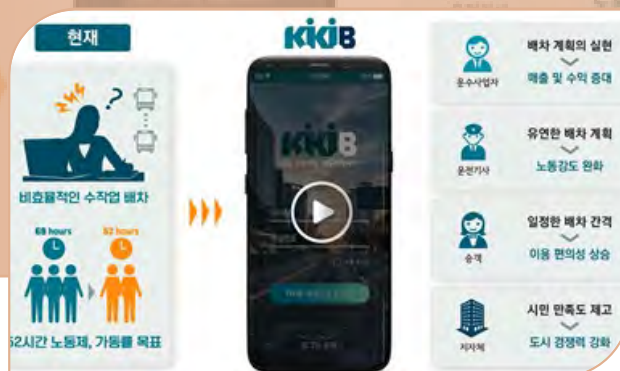 현재
?
비효율적인 수작업 배차
68 hours
52 hours
52시간 노동제, 가동률 목표
KiKiB
KiKiB
운수사업자
배차 계획의 실현
매출 및 수익 증대
운전기사
유연한 배차 계획
노동강도 완화
승객
일정한 배차 간격
이용 편의성 상승
지자체
시민 만족도 제고
도시 경쟁력 강화